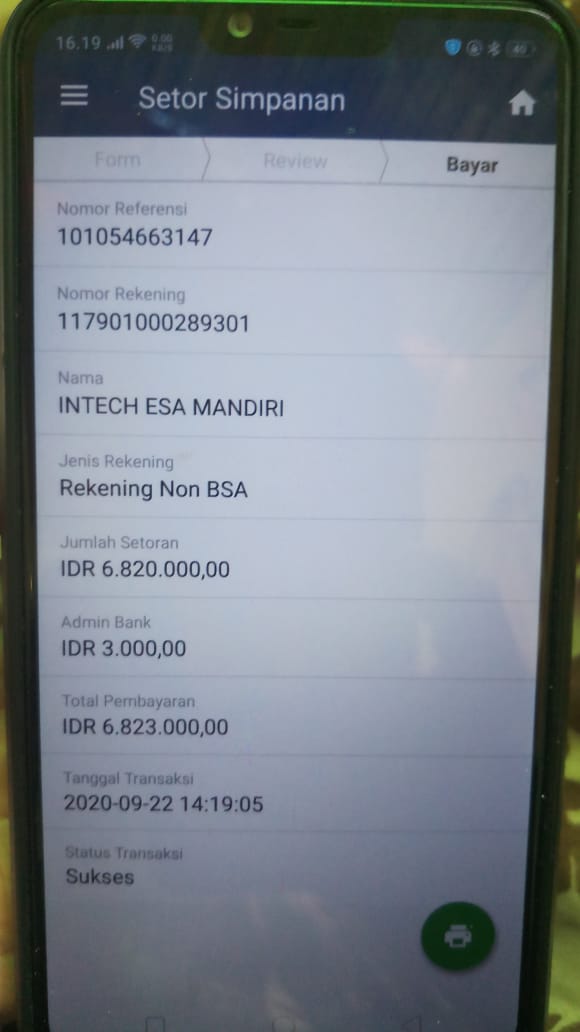 16.19
0.00
KB/S
40
Setor Simpanan
Form
Review
Bayar
Nomor Referensi
101054663147
Nomor Rekening
117901000289301
Nama
INTECH ESA MANDIRI
Jenis Rekening
Rekening Non BSA
Jumlah Setoran
IDR 6.820.000,00
Admin Bank
IDR 3.000,00
Total Pembayaran
IDR 6.823.000,00
Tanggal Transaksi
2020-09-22 14:19:05
Status Transaksi
Sukses